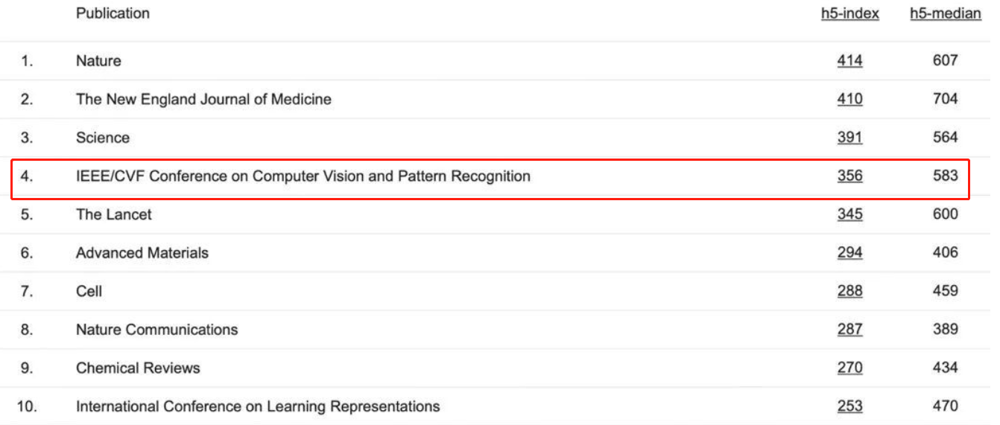 Publication h5-index h5-median
1. Nature 414 607
2. The New England Journal of Medicine 410 704
3. Science 391 564
4. IEEE/CVF Conference on Computer Vision and Pattern Recognition 356 583
5. The Lancet 345 600
6. Advanced Materials 294 406
7. Cell 288 459
8. Nature Communications 287 389
9. Chemical Reviews 270 434
10. International Conference on Learning Representations 253 470